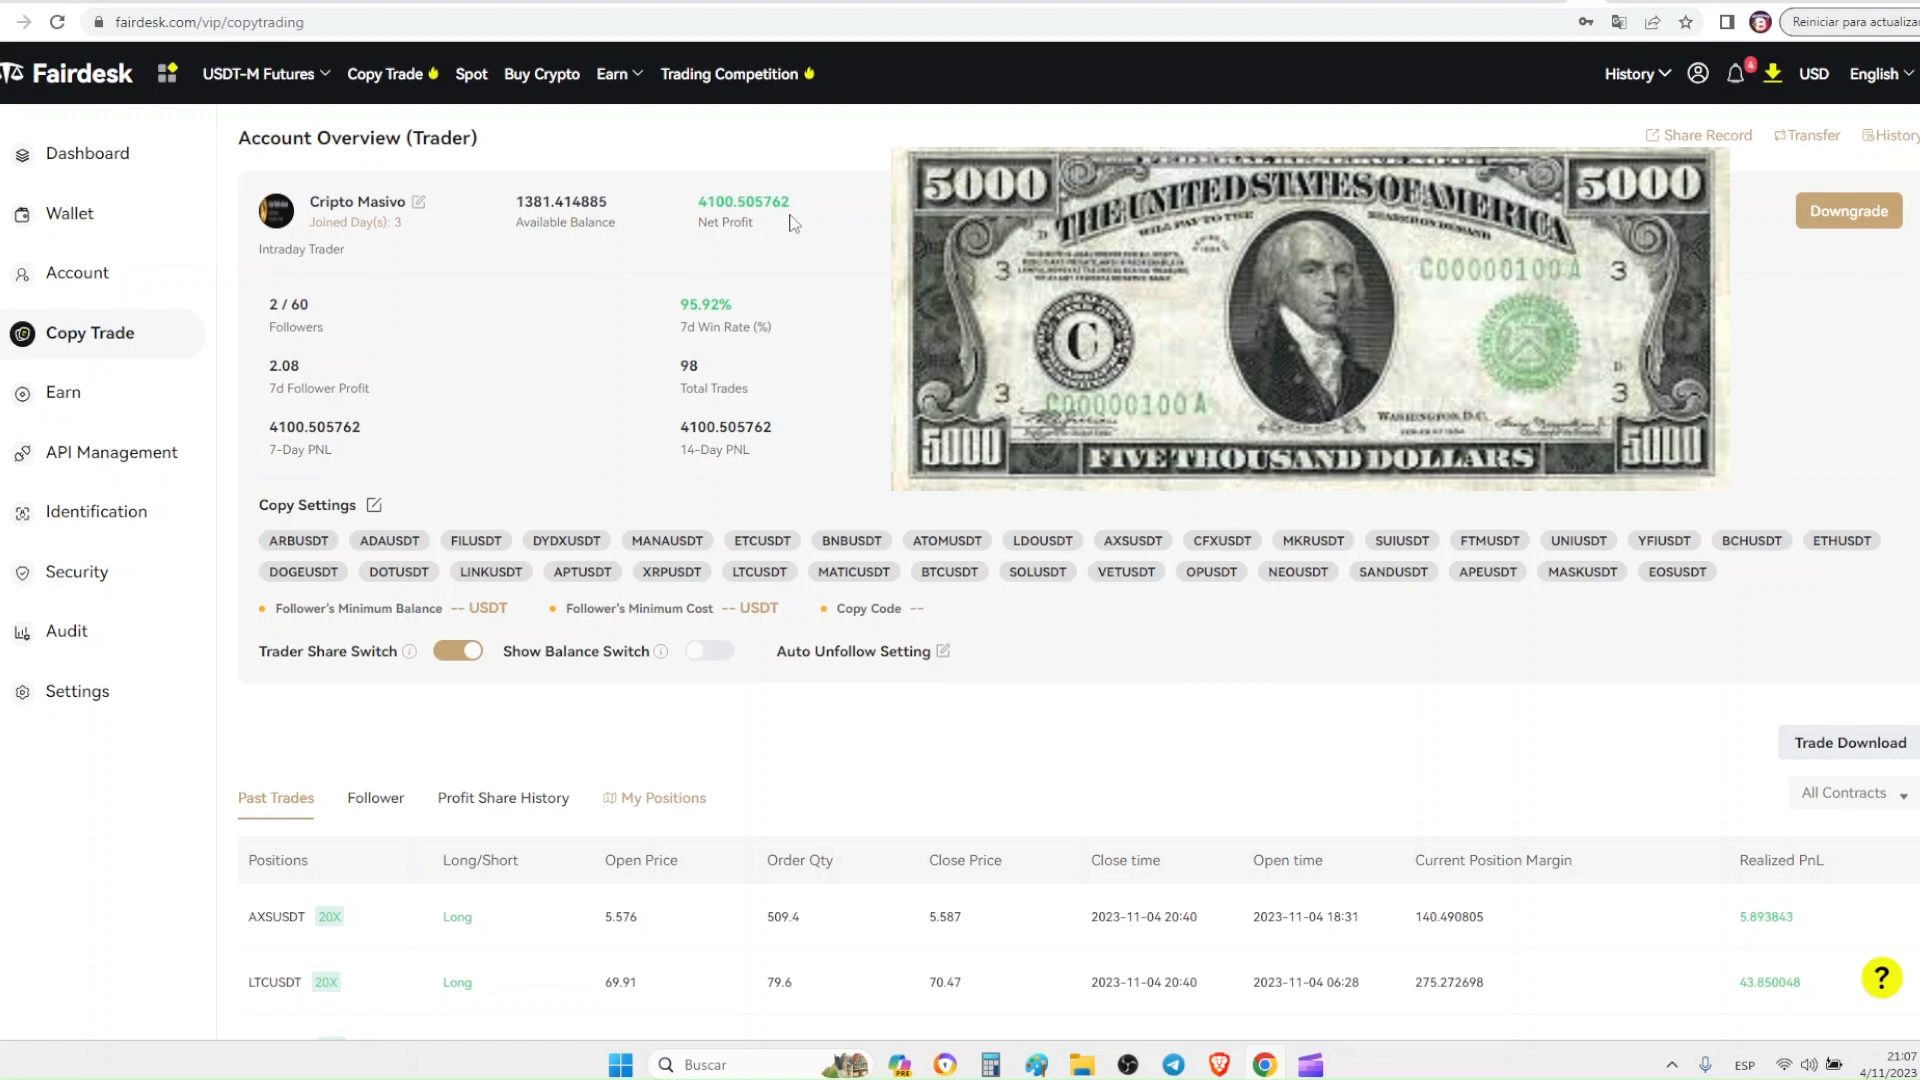 fairdesk.com/vip/copytrading
Reiniciar para actualizar
Fairdesk USDT-M Futures Copy Trade Spot Buy Crypto Earn Trading Competition History 4 USD English
Dashboard
Wallet
Account
Copy Trade
Earn
API Management
Identification
Security
Audit
Settings
Account Overview (Trader)
Share Record Transfer History
Cripto Masivo
Joined Day(s): 3
Intraday Trader
1381.414885
Available Balance
4100.505762
Net Profit
Downgrade
2 / 60
Followers
95.92%
7d Win Rate (%)
2.08
7d Follower Profit
98
Total Trades
4100.505762
7-Day PNL
4100.505762
14-Day PNL
5000 5000
THE UNITED STATES OF AMERICA
WILL PAY TO THE
D
3 C00000100A 3
C
D
3 3
C00000100A
WASHINGTON, D.C.
5000 FIVE THOUSAND DOLLARS 5000
Copy Settings
ARBUSDT ADAUSDT FILUSDT DYDXUSDT MANAUSDT ETCUSDT BNBUSDT ATOMUSDT LDOUSDT AXSUSDT CFXUSDT MKRUSDT SUIUSDT FTMUSDT UNIUSDT YFIUSDT BCHUSDT ETHUSDT
DOGEUSDT DOTUSDT LINKUSDT APTUSDT XRPUSDT LTCUSDT MATICUSDT BTCUSDT SOLUSDT VETUSDT OPUSDT NEOUSDT SANDUSDT APEUSDT MASKUSDT EOSUSDT
Follower's Minimum Balance -- USDT Follower's Minimum Cost -- USDT Copy Code --
Trader Share Switch Show Balance Switch Auto Unfollow Setting
Trade Download
All Contracts
Past Trades Follower Profit Share History My Positions
Positions Long/Short Open Price Order Qty Close Price Close time Open time Current Position Margin Realized PnL
AXSUSDT 20X Long 5.576 509.4 5.587 2023-11-04 20:40 2023-11-04 18:31 140.490805 5.893843
LTCUSDT 20X Long 69.91 79.6 70.47 2023-11-04 20:40 2023-11-04 06:28 275.272698 43.850048
?
Buscar
PRE
ESP
21:07
4/11/2023